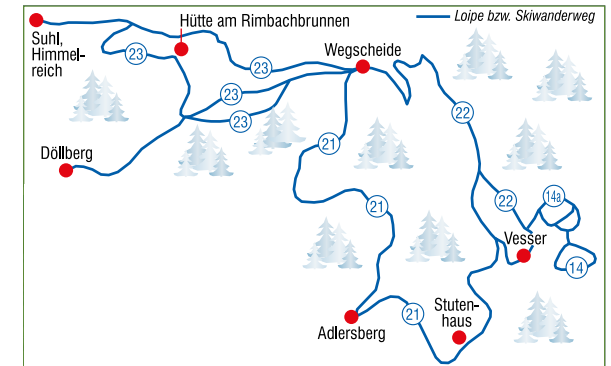 Hütte am Rimbachbrunnen
Loipe bzw. Skiwanderweg
Suhl,
Himmel-
reich
23
Wegscheide
23
23
23
22
21
Döllberg
22
14a
21
Vesser
14
Stuten-
haus
21
Adlersberg